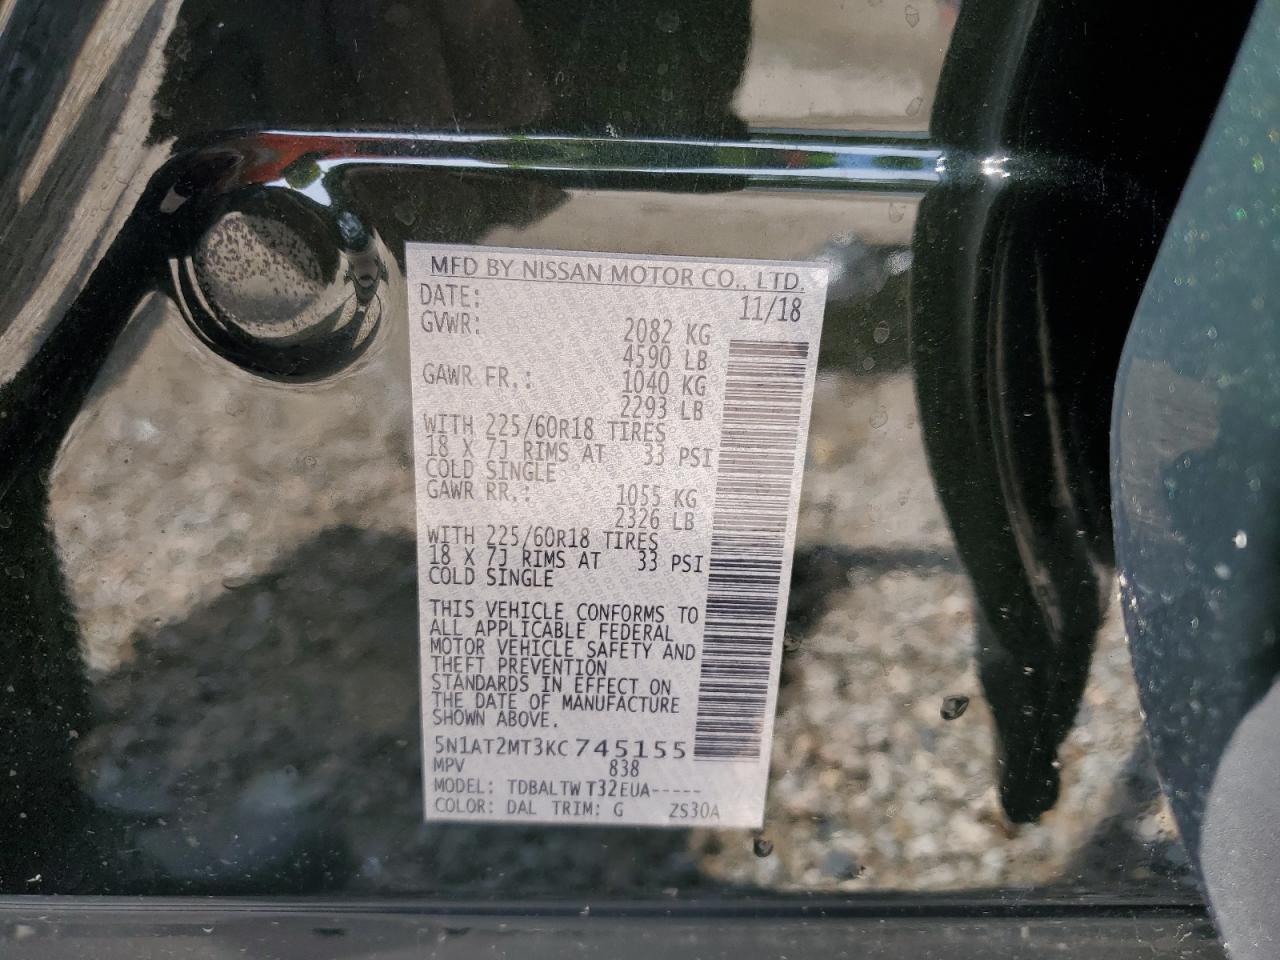 MFD BY NISSAN MOTOR CO., LTD.
DATE: 11/18
GVWR: 2082 KG
4590 LB
GAWR FR.: 1040 KG
2293 LB
WITH 225/60R18 TIRES
18 X 7J RIMS AT 33 PSI
COLD SINGLE
GAWR RR.: 1055 KG
2326 LB
WITH 225/60R18 TIRES
18 X 7J RIMS AT 33 PSI
COLD SINGLE
THIS VEHICLE CONFORMS TO
ALL APPLICABLE FEDERAL
MOTOR VEHICLE SAFETY AND
THEFT PREVENTION
STANDARDS IN EFFECT ON
THE DATE OF MANUFACTURE
SHOWN ABOVE.
5N1AT2MT3KC745155
MPV 838
MODEL: TDBALTW T32EUA-----
COLOR: DAL TRIM: G ZS30A